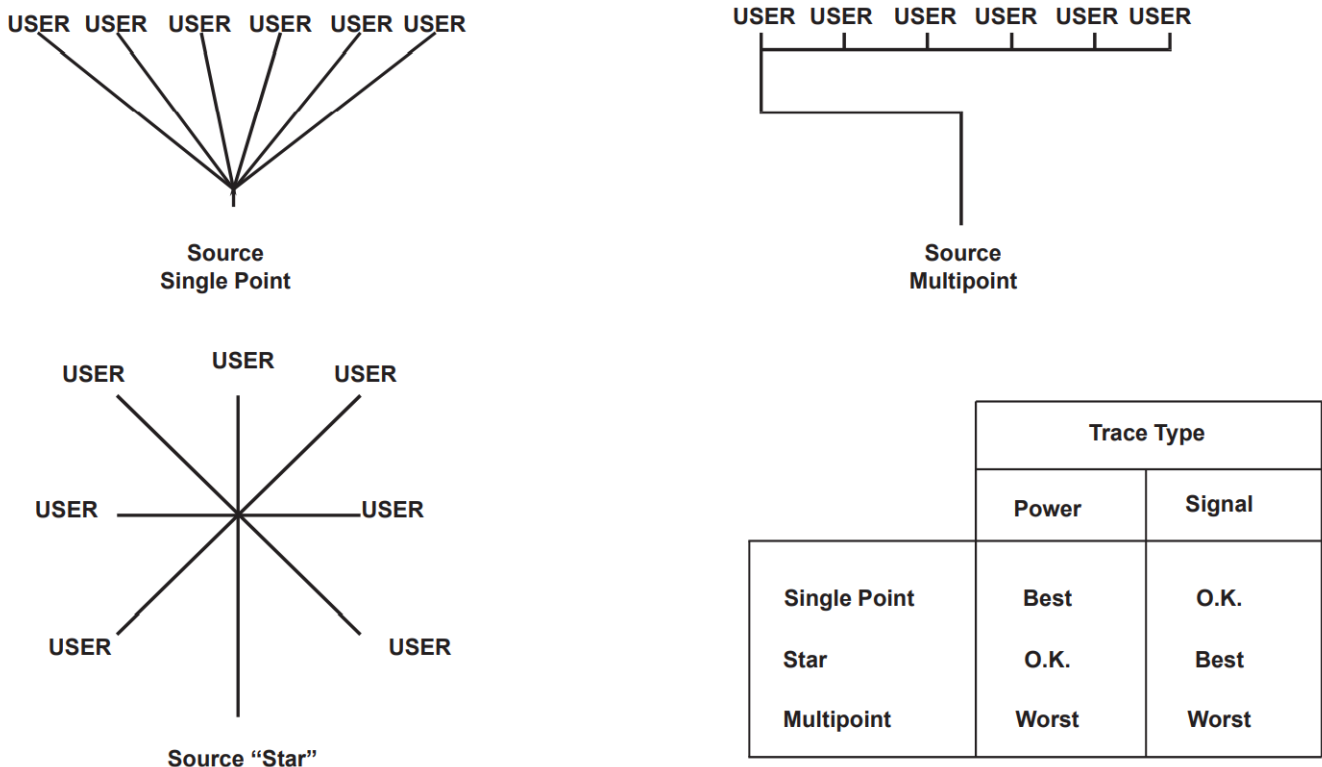 USER USER USER USER USER USER
Source
Single Point
USER USER USER USER USER USER
Source
Multipoint
USER
USER
USER
USER
USER
USER
USER
Source “Star”
Trace Type
Power Signal
Single Point Best O.K.
Star O.K. Best
Multipoint Worst Worst